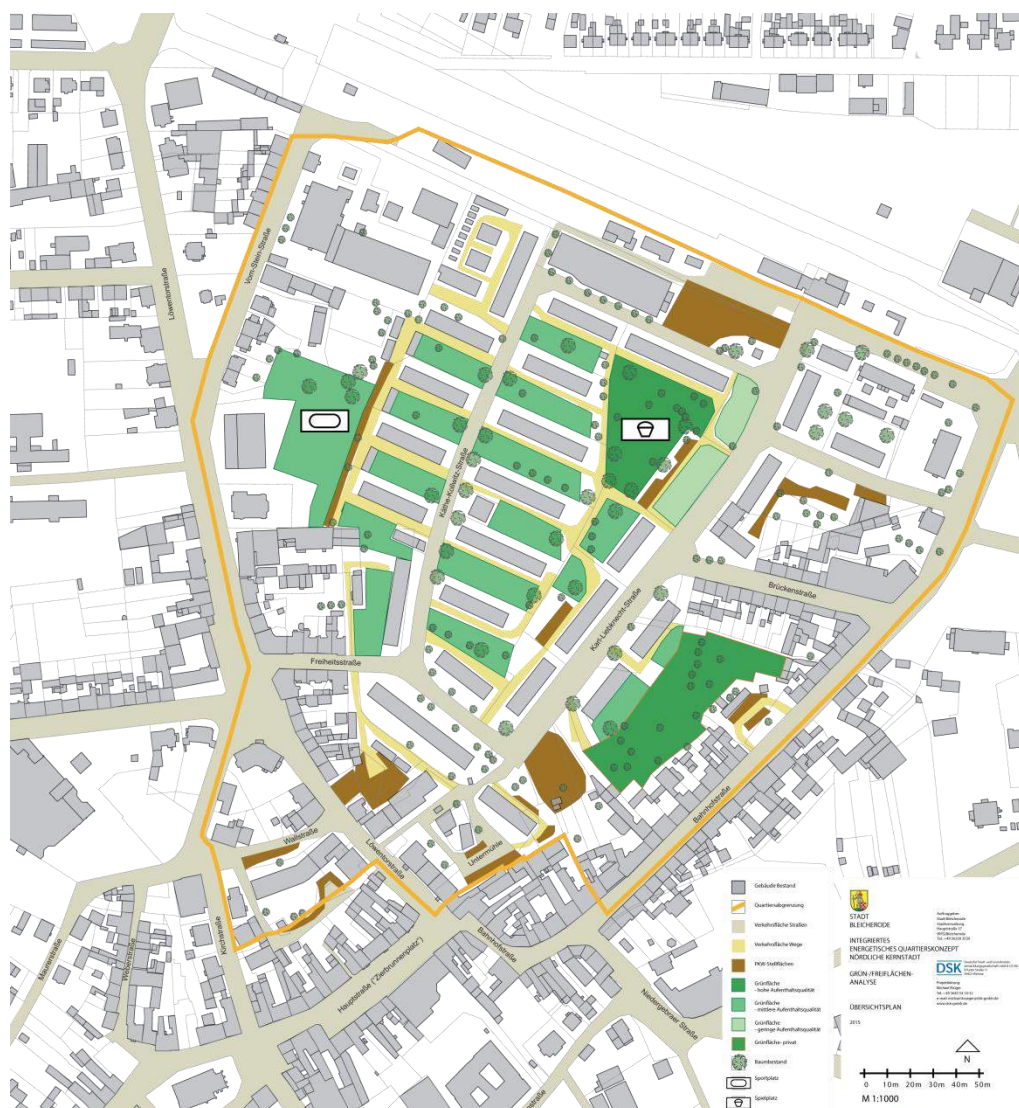 Löwentorstraße
Vom-Stein-Straße
Käthe-Kollwitz-Straße
Brückenstraße
Karl-Liebknecht-Straße
Freiheitsstraße
Bahnhofstraße
Wallstraße
Löwentorstraße
Untermühle
Kirchstraße
Bahnhofstraße
Hauptstraße ("Zierbrunnenplatz")
Maurerstraße
Weberstraße
Niedergebraer Straße
Gebäude Bestand
Quartiersabgrenzung
Verkehrsfläche Straßen
Verkehrsfläche Wege
PKW-Stellflächen
Grünfläche
- hohe Aufenthaltsqualität
Grünfläche
- mittlere Aufenthaltsqualität
Grünfläche
- geringe Aufenthaltsqualität
Grünfläche- privat
Baumbestand
Sportplatz
Spielplatz
STADT
BLEICHERODE
INTEGRIERTES
ENERGETISCHES QUARTIERSKONZEPT
NÖRDLICHE KERNSTADT
GRÜN-/FREIFLÄCHEN-
ANALYSE
DSK
ÜBERSICHTSPLAN
2015
N
0 10m 20m 30m 40m 50m
M 1:1000